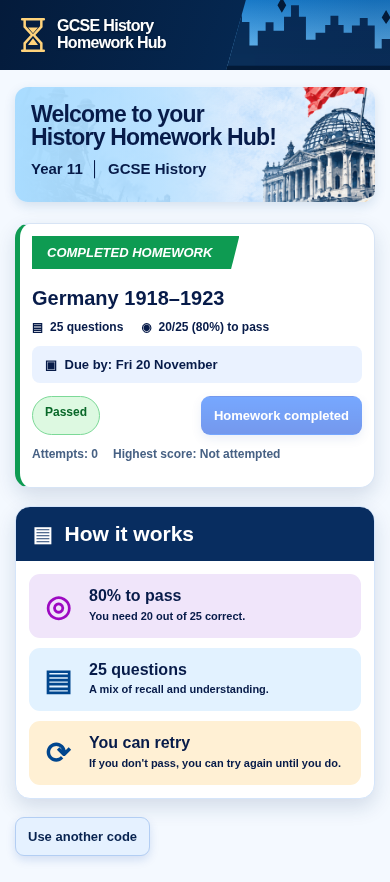 GCSE History
Homework Hub
Welcome to your
History Homework Hub!
Year 11 | GCSE History
COMPLETED HOMEWORK
Germany 1918–1923
25 questions 20/25 (80%) to pass
Due by: Fri 20 November
Passed Homework completed
Attempts: 0 Highest score: Not attempted
How it works
80% to pass
You need 20 out of 25 correct.
25 questions
A mix of recall and understanding.
You can retry
If you don't pass, you can try again until you do.
Use another code